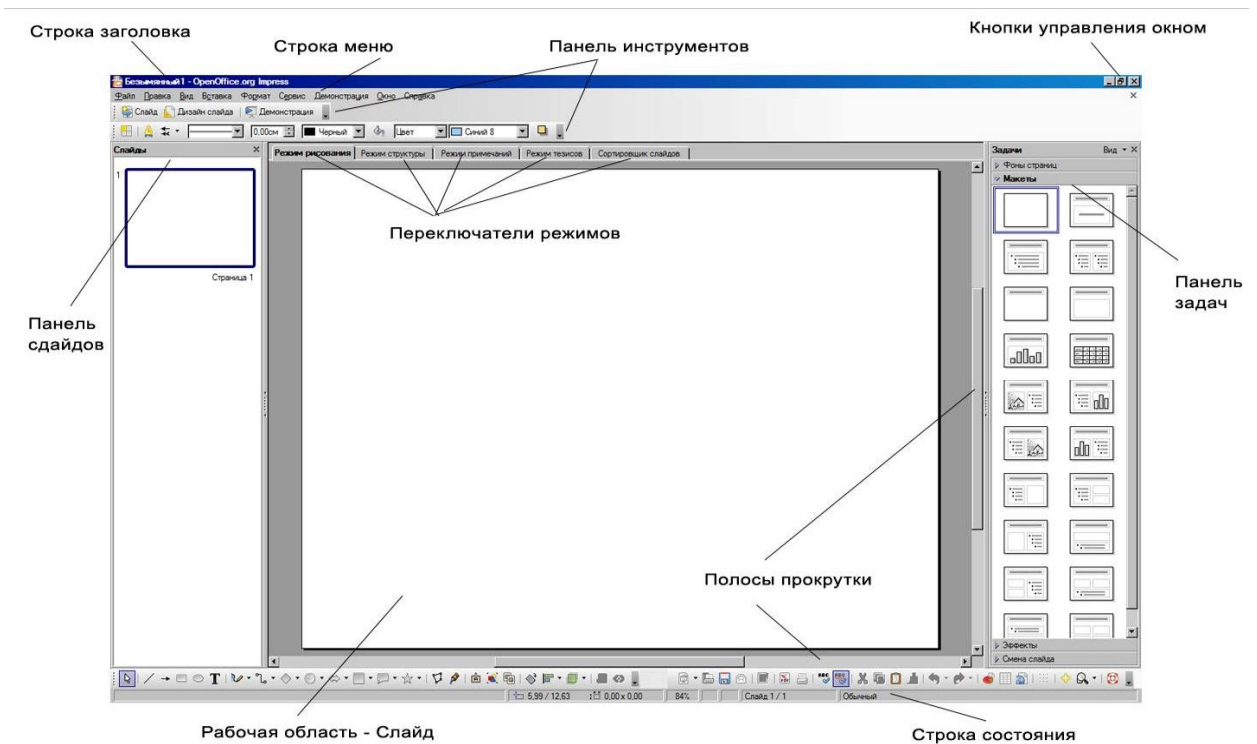 Строка заголовка
Строка меню
Панель инструментов
Кнопки управления окном
Безымянный1 - OpenOffice.org Impress
Файл Правка Вид Вставка Формат Сервис Демонстрация Окно Справка
Слайд Дизайн слайда Демонстрация
0,00см Черный Цвет Синий 8
Слайды
Режим рисования Режим структуры Режим примечаний Режим тезисов Сортировщик слайдов
Задачи Вид
Фоны страниц
Макеты
1
Переключатели режимов
Страница 1
Панель
задач
Панель
сдайдов
Полосы прокрутки
Эффекты
Смена слайда
5,99 / 12,63 0,00 x 0,00 84% Слайд 1 / 1 Обычный
Рабочая область - Слайд
Строка состояния